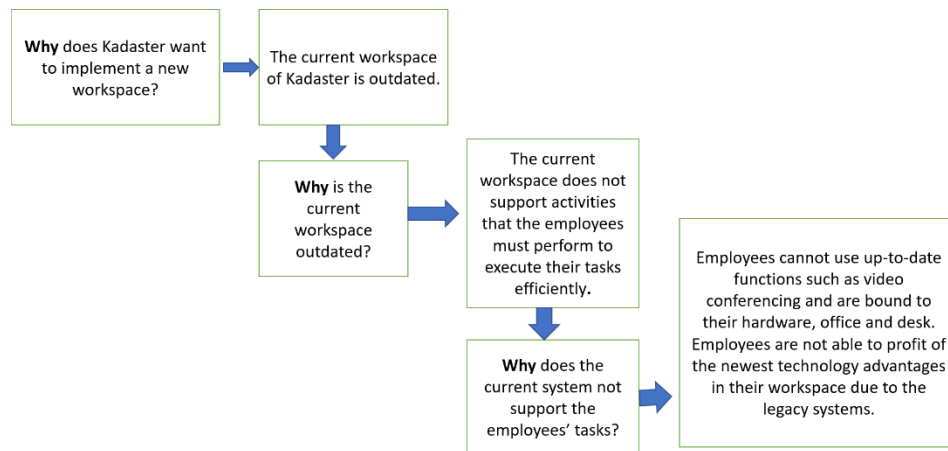 Why does Kadaster want
to implement a new
workspace?
The current workspace
of Kadaster is outdated.
Why is the
current
workspace
outdated?
The current
workspace does not
support activities
that the employees
must perform to
execute their tasks
efficiently.
Why does the
current system not
support the
employees' tasks?
Employees cannot use up-to-date
functions such as video
conferencing and are bound to
their hardware, office and desk.
Employees are not able to profit of
the newest technology advantages
in their workspace due to the
legacy systems.